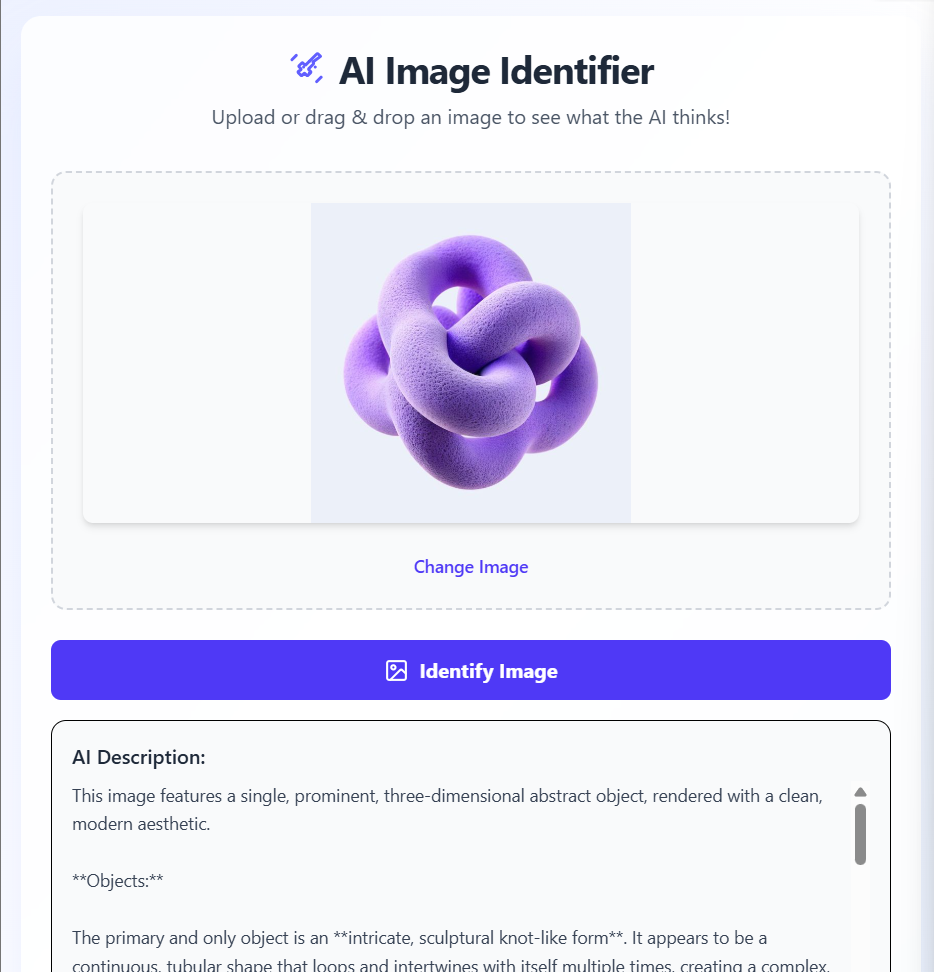 AI Image Identifier
Upload or drag & drop an image to see what the AI thinks!
Change Image
Identify Image
AI Description:
This image features a single, prominent, three-dimensional abstract object, rendered with a clean,
modern aesthetic.
**Objects:**
The primary and only object is an **intricate, sculptural knot-like form**. It appears to be a
continuous, tubular shape that loops and intertwines with itself multiple times, creating a complex,